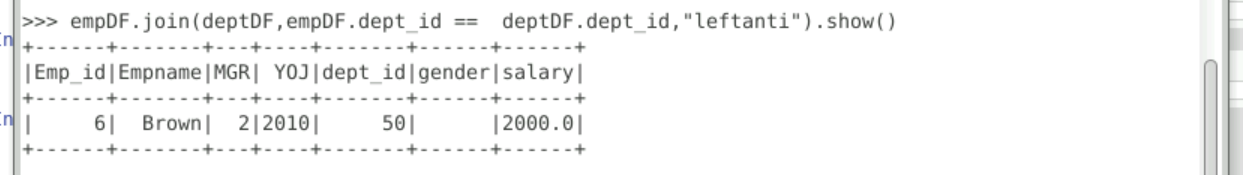 >>> empDF.join(deptDF,empDF.dept_id ==  deptDF.dept_id,"leftanti").show()
+------+-------+---+----+-------+------+------+
|Emp_id|Empname|MGR| YOJ|dept_id|gender|salary|
+------+-------+---+----+-------+------+------+
|     6|  Brown|  2|2010|     50|      |2000.0|
+------+-------+---+----+-------+------+------+